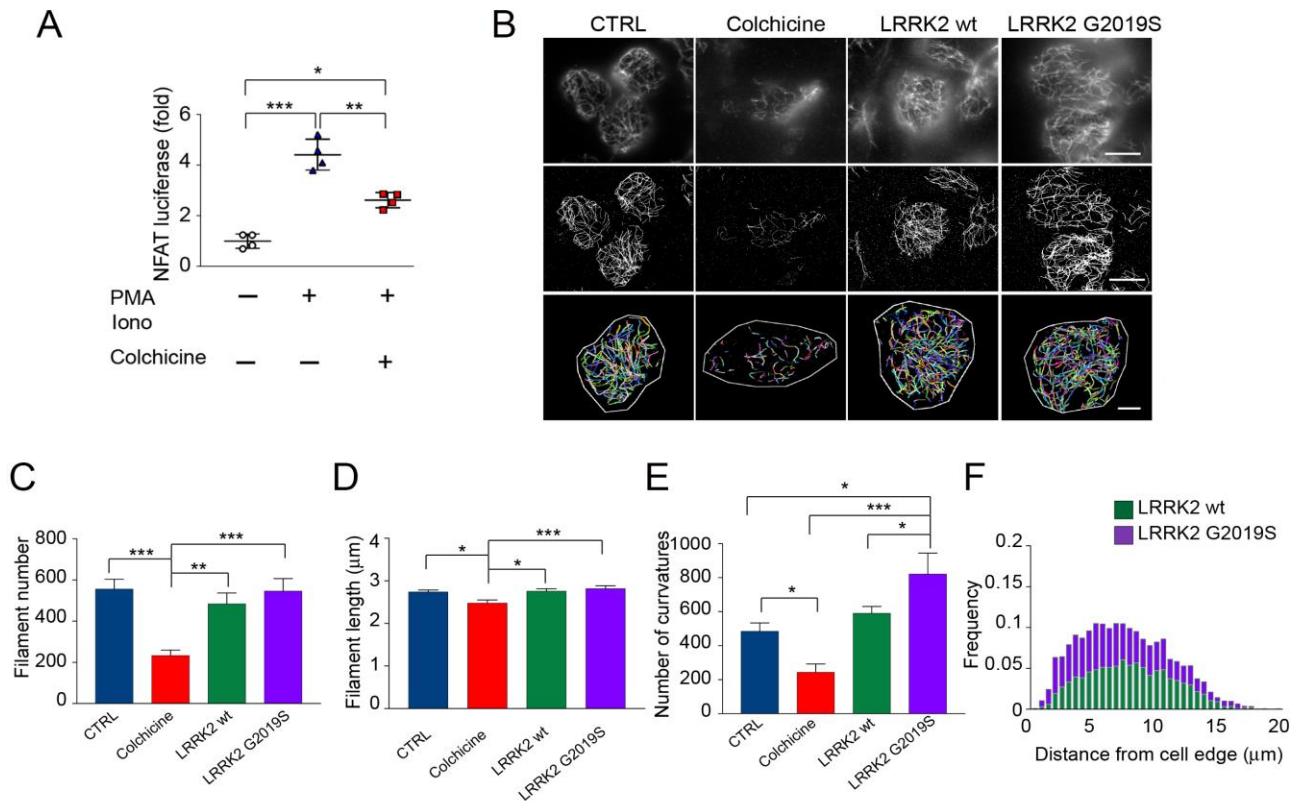 A
NFAT luciferase (fold)
6
4
2
0
*
*** **
PMA
Iono
— + +
Colchicine
— — +
B
CTRL Colchicine LRRK2 wt LRRK2 G2019S
C
Filament number
800
600
400
200
0
***
*** **
CTRL
Colchicine
LRRK2 wt
LRRK2 G2019S
D
Filament length (μm)
4
3
2
1
0
***
* *
CTRL
Colchicine
LRRK2 wt
LRRK2 G2019S
E
Number of currvatures
1000
800
600
400
200
0
*
***
*
*
CTRL
Colchicine
LRRK2 wt
LRRK2 G2019S
F
LRRK2 wt
LRRK2 G2019S
Frequency
0.2
0.15
0.1
0.05
0
0 5 10 15 20
Distance from cell edge (μm)